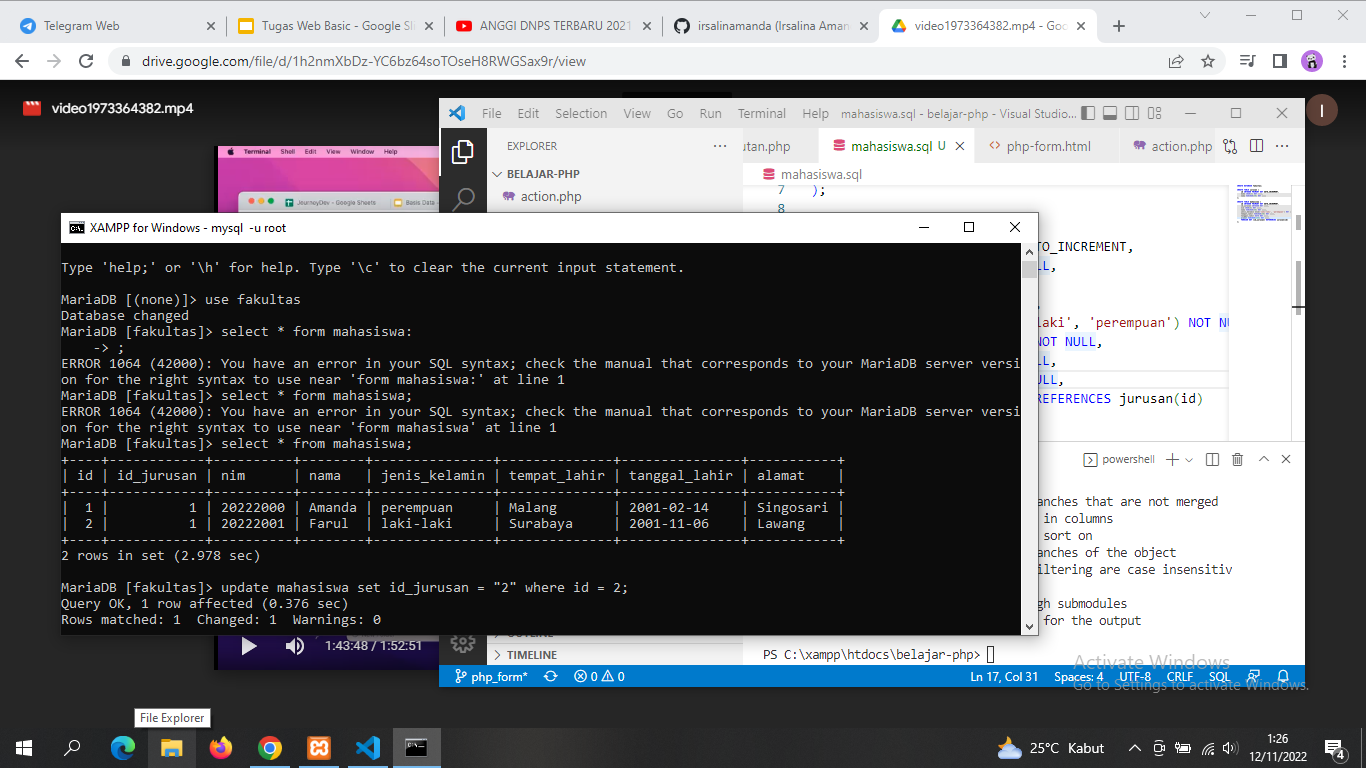 Telegram Web
Tugas Web Basic - Google Sli
ANGGI DNPS TERBARU 2021
irsalinamanda (Irsalina Aman
video1973364382.mp4 - Goo
drive.google.com/file/d/1h2nmXbDz-YC6bz64soTOseH8RWGSax9r/view
video1973364382.mp4
I
File Edit Selection View Go Run Terminal Help mahasiswa.sql - belajar-php - Visual Studio...
EXPLORER
utan.php
mahasiswa.sql U
php-form.html
action.php
BELAJAR-PHP
action.php
mahasiswa.sql
7 );
8
Terminal Shell Edit View Window Help
JourneyDev - Google Sheets
Basis Data -
XAMPP for Windows - mysql -u root
Type 'help;' or '\h' for help. Type '\c' to clear the current input statement.
MariaDB [(none)]> use fakultas
Database changed
MariaDB [fakultas]> select * form mahasiswa:
-> ;
ERROR 1064 (42000): You have an error in your SQL syntax; check the manual that corresponds to your MariaDB server versi
on for the right syntax to use near 'form mahasiswa:' at line 1
MariaDB [fakultas]> select * form mahasiswa;
ERROR 1064 (42000): You have an error in your SQL syntax; check the manual that corresponds to your MariaDB server versi
on for the right syntax to use near 'form mahasiswa' at line 1
MariaDB [fakultas]> select * from mahasiswa;
+----+------------+----------+--------+---------------+--------------+---------------+-----------+
| id | id_jurusan | nim | nama | jenis_kelamin | tempat_lahir | tanggal_lahir | alamat |
+----+------------+----------+--------+---------------+--------------+---------------+-----------+
| 1 | 1 | 20222000 | Amanda | perempuan | Malang | 2001-02-14 | Singosari |
| 2 | 1 | 20222001 | Farul | laki-laki | Surabaya | 2001-11-06 | Lawang |
+----+------------+----------+--------+---------------+--------------+---------------+-----------+
2 rows in set (2.978 sec)
MariaDB [fakultas]> update mahasiswa set id_jurusan = "2" where id = 2;
Query OK, 1 row affected (0.376 sec)
Rows matched: 1 Changed: 1 Warnings: 0
TO_INCREMENT,
LL,
laki', 'perempuan') NOT NU
NOT NULL,
LL,
ULL,
REFERENCES jurusan(id)
powershell
anches that are not merged
in columns
sort on
anches of the object
iltering are case insensitiv
gh submodules
for the output
PS C:\xampp\htdocs\belajar-php>
1:43:48 / 1:52:51
OUTLINE
TIMELINE
php_form*
0 0
Ln 17, Col 31
Spaces: 4
UTF-8
CRLF
SQL
Activate Windows
Go to Settings to activate Windows.
File Explorer
25°C Kabut
1:26
12/11/2022
4